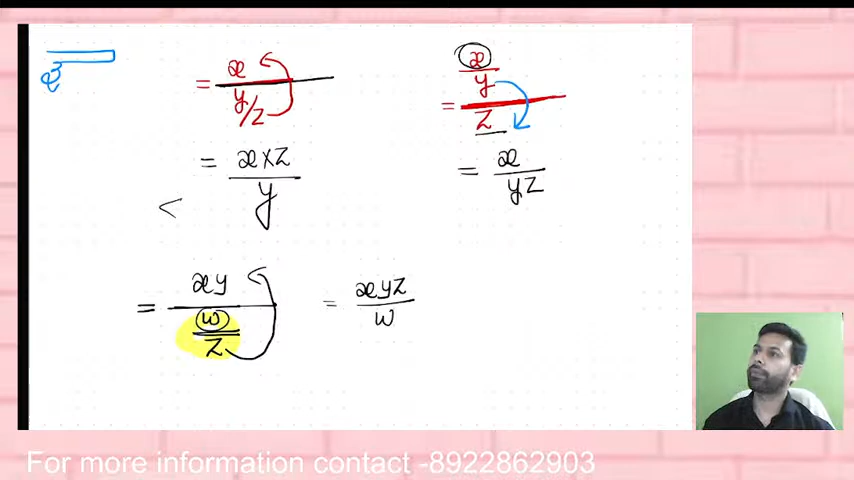 = x / (y/z)
= (x/y) / z
= x×z / y
= x / yz
<
= xy / (w/z)
= xyz / w
For more information contact -8922862903